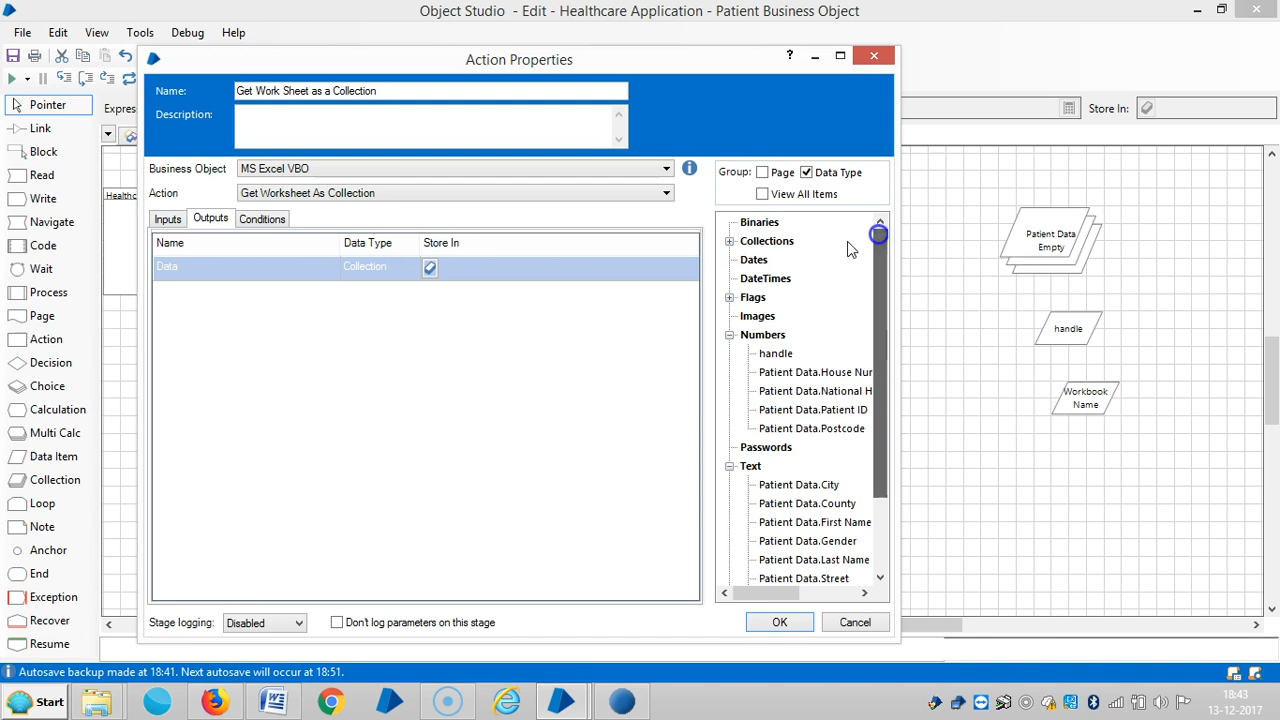 Object Studio - Edit - Healthcare Application - Patient Business Object
File Edit View Tools Debug Help
Action Properties
?
Name: Get Work Sheet as a Collection
Description:
Pointer
Expres
Store In:
Link
Block
Read
Write
Navigate
Code
Wait
Process
Page
Action
Decision
Choice
Calculation
Multi Calc
Data Item
Collection
Loop
Note
Anchor
End
Exception
Recover
Resume
Healthc
Business Object MS Excel VBO
Action Get Worksheet As Collection
Group: Page Data Type
View All Items
Inputs Outputs Conditions
Name Data Type Store In
Data Collection
Binaries
Collections
Dates
DateTimes
Flags
Images
Numbers
handle
Patient Data.House Nur
Patient Data.National H
Patient Data.Patient ID
Patient Data.Postcode
Passwords
Text
Patient Data.City
Patient Data.County
Patient Data.First Name
Patient Data.Gender
Patient Data.Last Name
Patient Data.Street
Patient Data
Empty
handle
Workbook
Name
Stage logging: Disabled Don't log parameters on this stage
OK Cancel
Autosave backup made at 18:41. Next autosave will occur at 18:51.
Start
18:43
13-12-2017